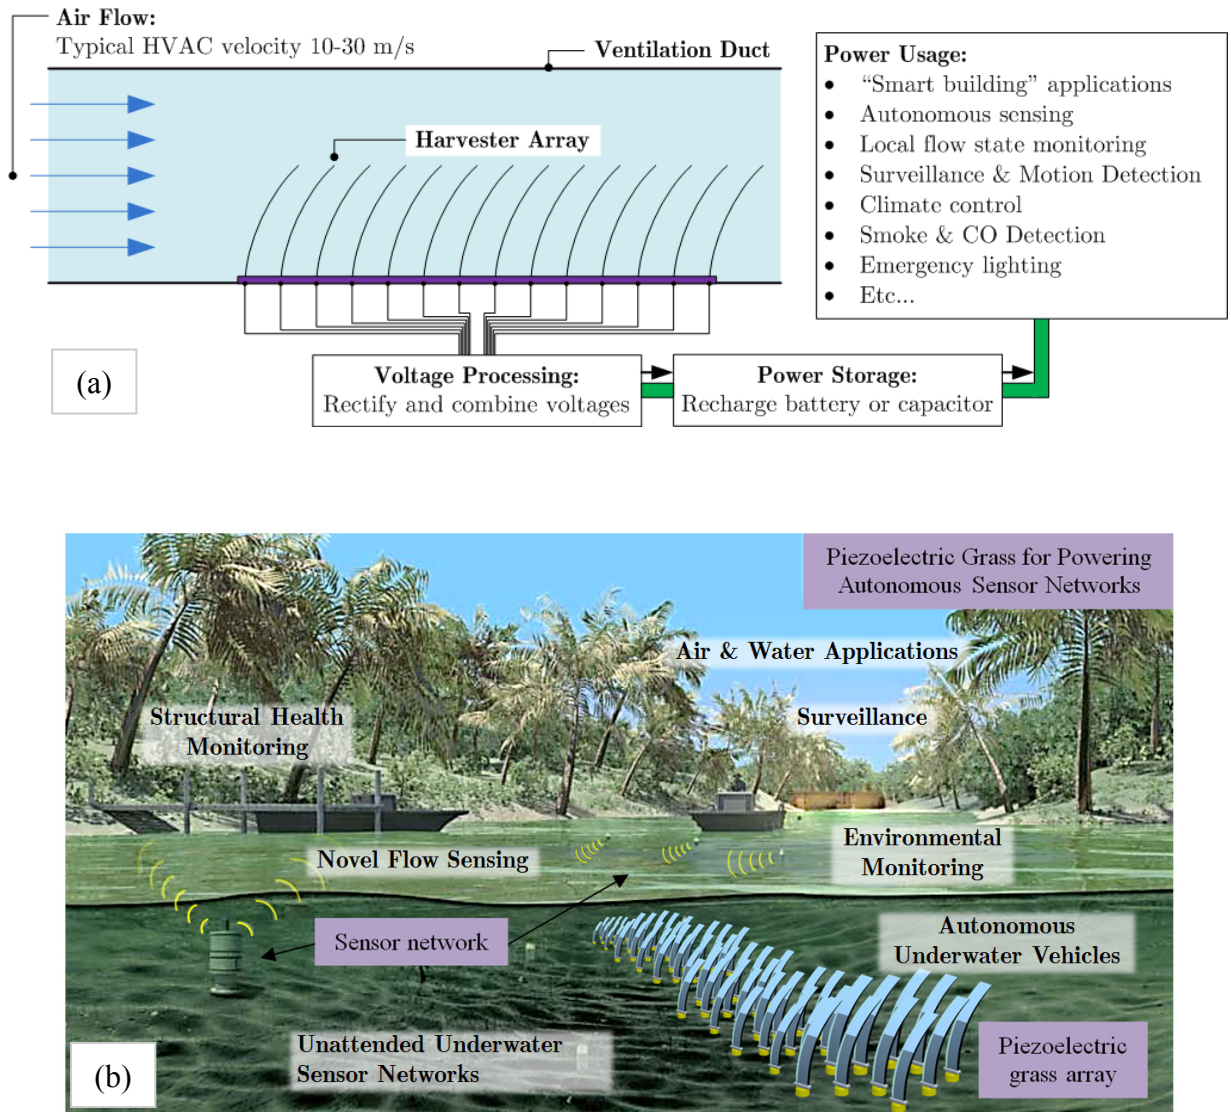 Air Flow:
Typical HVAC velocity 10-30 m/s
Ventilation Duct
Harvester Array
Power Usage:
• “Smart building” applications
• Autonomous sensing
• Local flow state monitoring
• Surveillance & Motion Detection
• Climate control
• Smoke & CO Detection
• Emergency lighting
• Etc...
(a)
Voltage Processing:
Rectify and combine voltages
Power Storage:
Recharge battery or capacitor
Piezoelectric Grass for Powering
Autonomous Sensor Networks
Air & Water Applications
Structural Health
Monitoring
Surveillance
Novel Flow Sensing
Environmental
Monitoring
Sensor network
Autonomous
Underwater Vehicles
Unattended Underwater
Sensor Networks
Piezoelectric
grass array
(b)